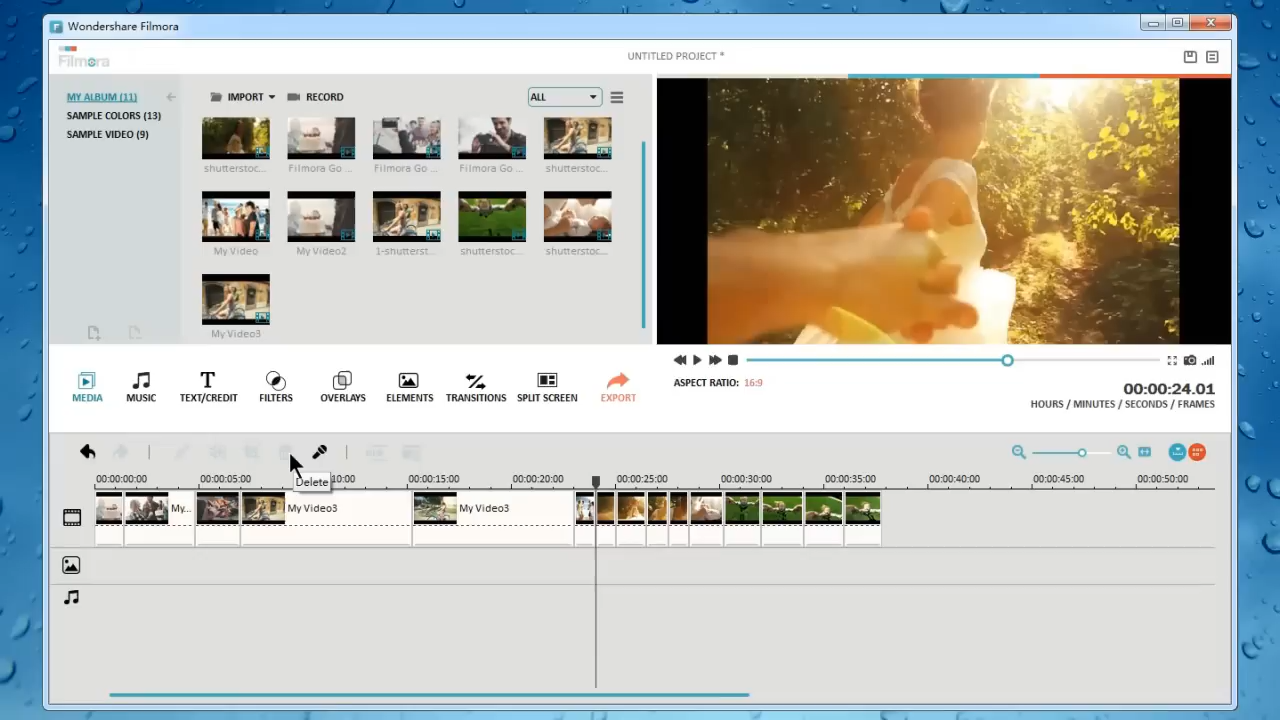 Wondershare Filmora
Filmora
UNTITLED PROJECT *
MY ALBUM (11)
SAMPLE COLORS (13)
SAMPLE VIDEO (9)
IMPORT
RECORD
ALL
shutterstoc...
Filmora Go ...
Filmora Go ...
Filmora Go ...
shutterstoc...
My Video
My Video2
1-shutterst...
shutterstoc...
shutterstoc...
My Video3
MEDIA
MUSIC
TEXT/CREDIT
FILTERS
OVERLAYS
ELEMENTS
TRANSITIONS
SPLIT SCREEN
EXPORT
ASPECT RATIO: 16:9
00:00:24.01
HOURS / MINUTES / SECONDS / FRAMES
Delete
00:00:00:00
00:00:05:00
10:00
00:00:15:00
00:00:20:00
00:00:25:00
00:00:30:00
00:00:35:00
00:00:40:00
00:00:45:00
00:00:50:00
My...
My Video3
My Video3